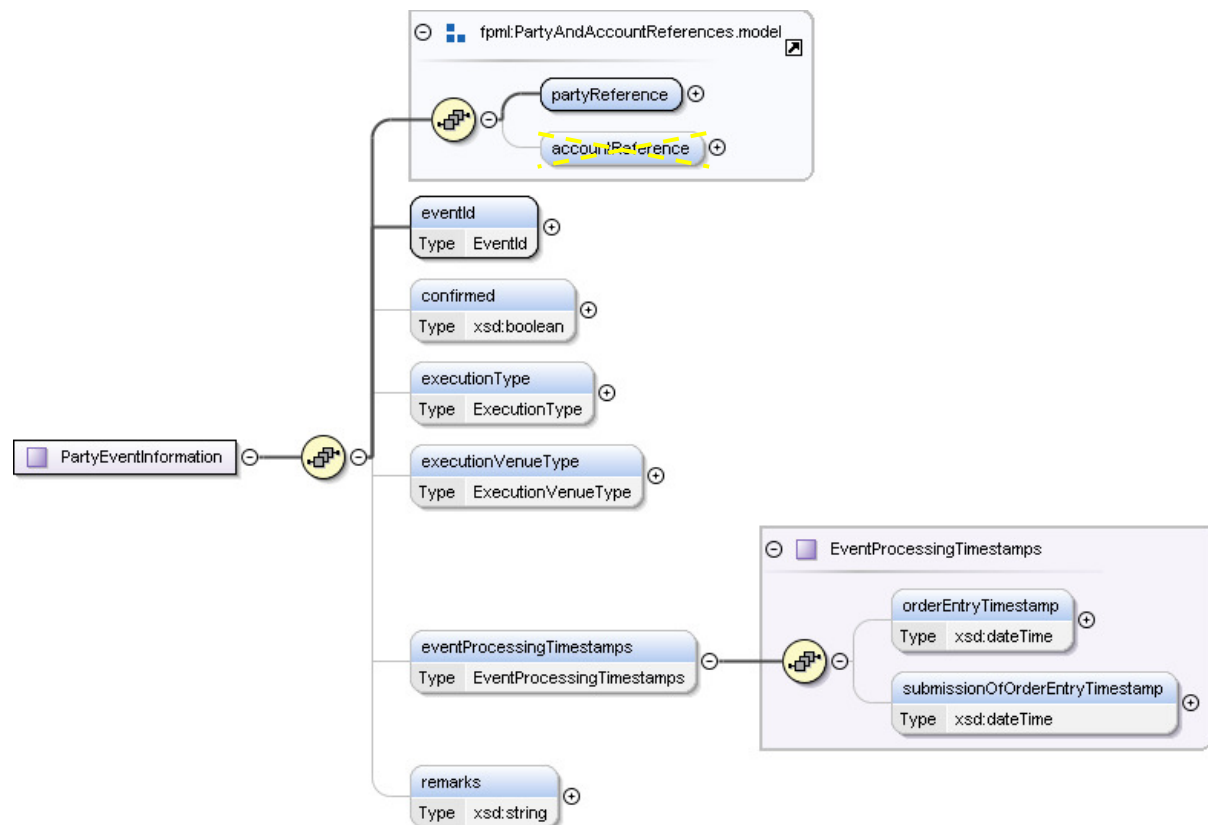 fpml:PartyAndAccountReferences.model
partyReference
accountReference
eventId
Type EventId
confirmed
Type xsd:boolean
executionType
Type ExecutionType
PartyEventInformation
executionVenueType
Type ExecutionVenueType
EventProcessingTimestamps
orderEntryTimestamp
Type xsd:dateTime
eventProcessingTimestamps
Type EventProcessingTimestamps
submissionOfOrderEntryTimestamp
Type xsd:dateTime
remarks
Type xsd:string